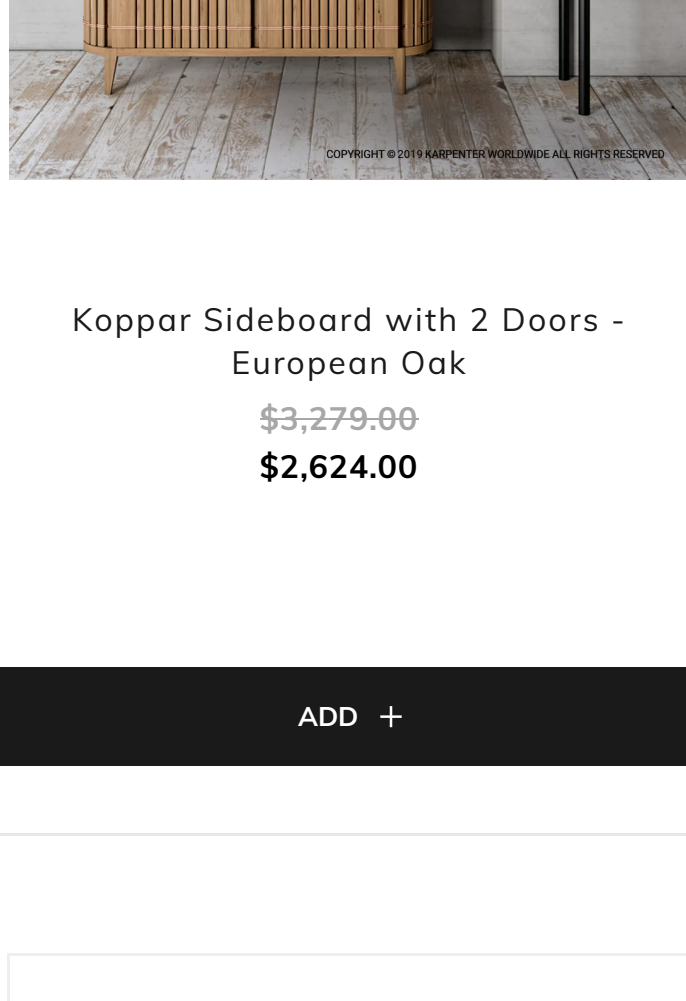 COPYRIGHT © 2019 KARPENTER WORLDWIDE ALL RIGHTS RESERVED
Koppar Sideboard with 2 Doors -
European Oak
$3,279.00
$2,624.00
ADD +